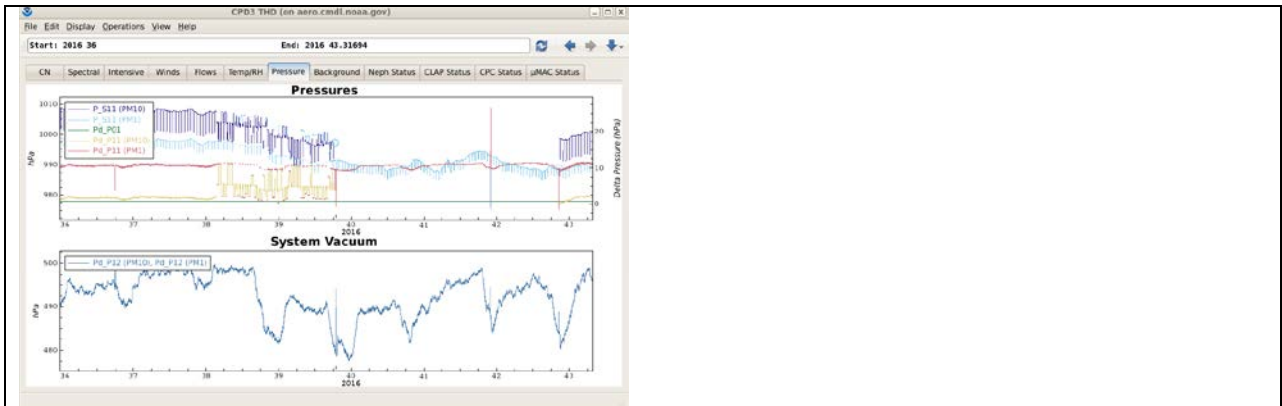 CPD3 THD (on aero.cmdl.noaa.gov)
File Edit Display Operations View Help
Start: 2016 36 End: 2016 43.31694
CN Spectral Intensive Winds Flows Temp/RH Pressure Background Neph Status CLAP Status CPC Status µMAC Status
Pressures
1010
1000
990
980
hPa
P_S11 (PM10)
P_S11 (PM1)
Pd_P01
Pd_P11 (PM10)
Pd_P11 (PM1)
20
10
0
Delta Pressure (hPa)
36 37 38 39 40 41 42 43
2016
System Vacuum
500
490
480
hPa
Pd_P12 (PM10), Pd_P12 (PM1)
36 37 38 39 40 41 42 43
2016